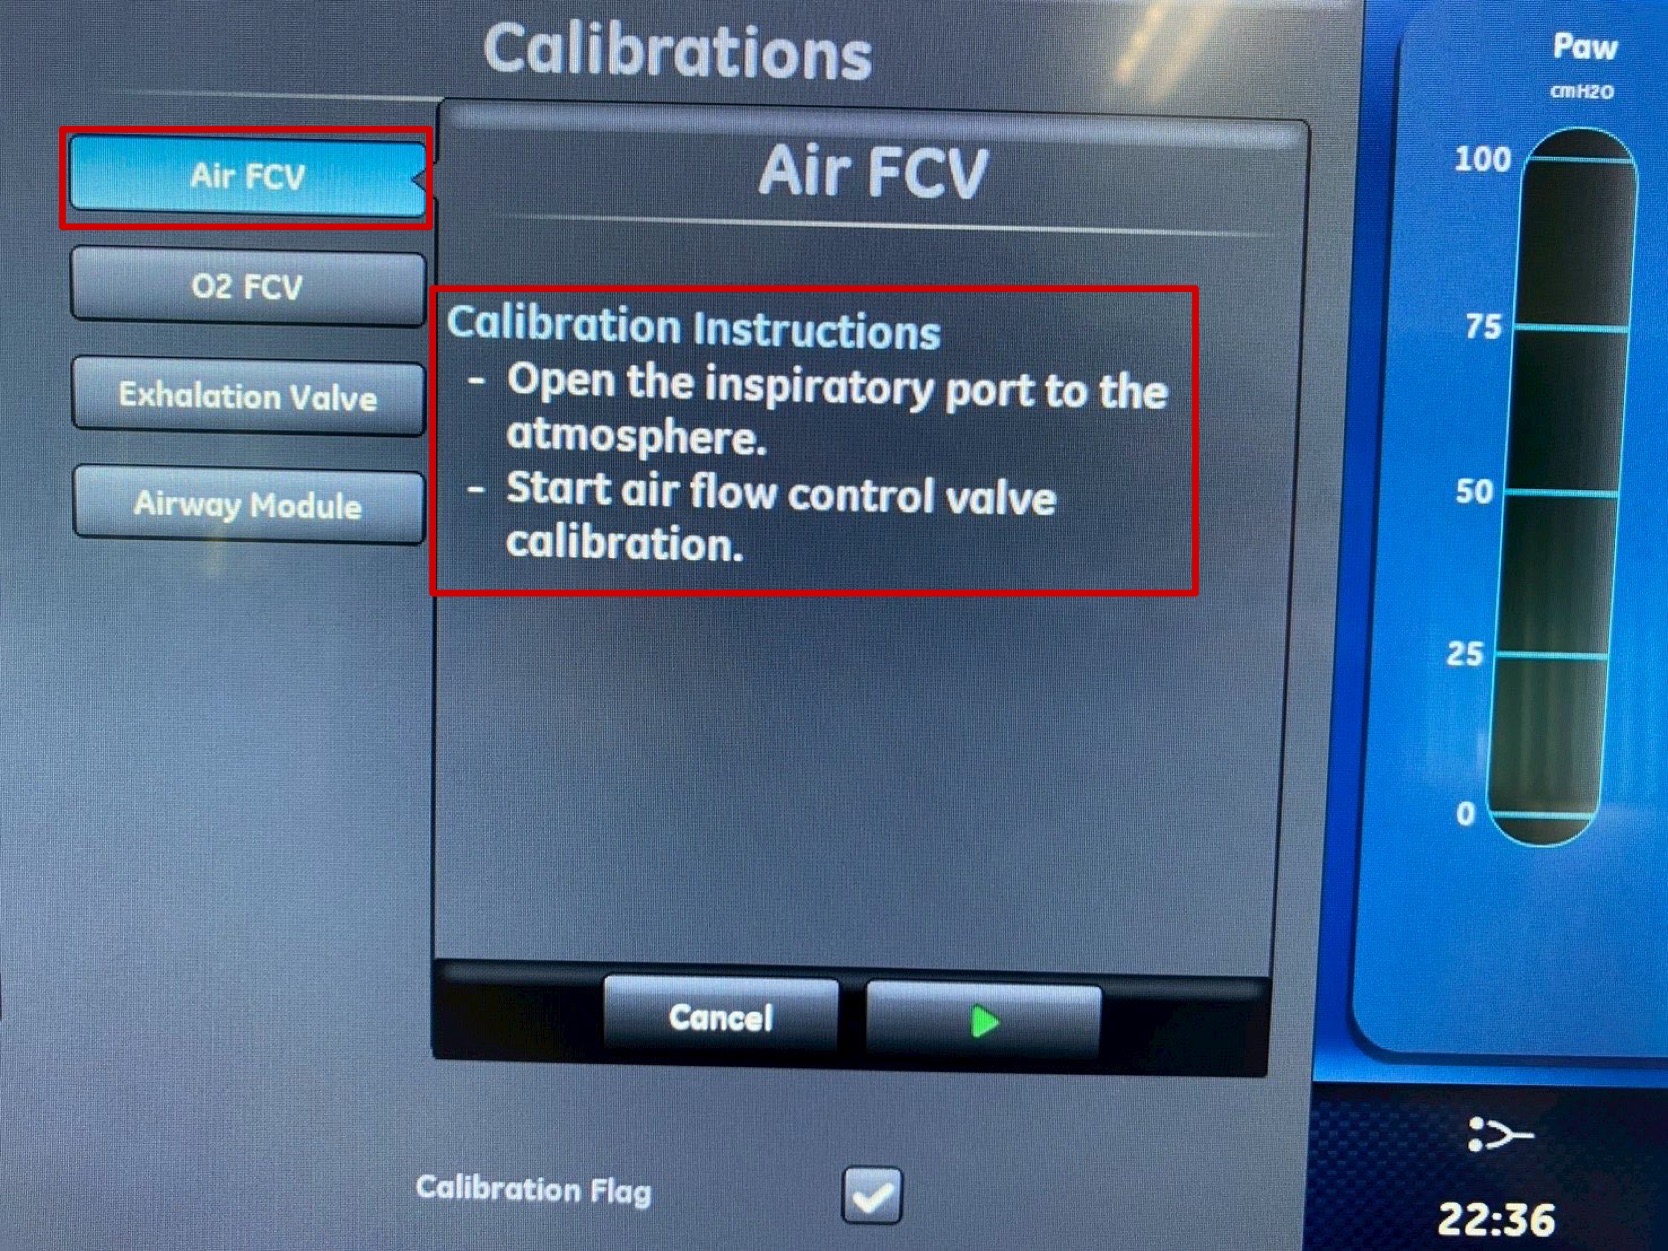 Calibrations
Air FCV
O2 FCV
Exhalation Valve
Airway Module
Air FCV
Calibration Instructions
- Open the inspiratory port to the
atmosphere.
- Start air flow control valve
calibration.
Cancel
Calibration Flag
Paw
cmH2O
100
75
50
25
0
22:36